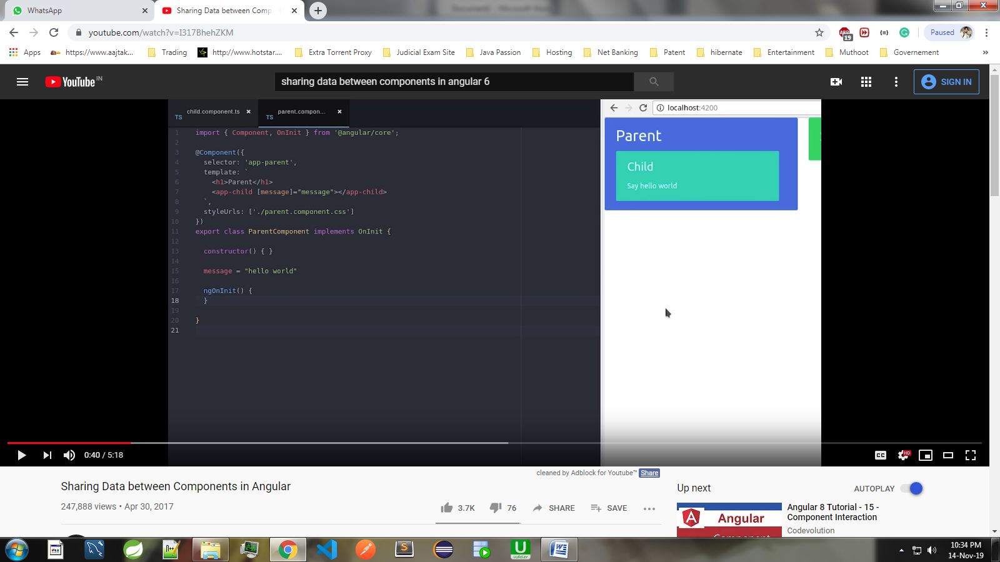 WhatsApp
Sharing Data between Comp
youtube.com/watch?v=I317BhehZKM
19
Paused
Apps
https://www.aajtak...
Trading
http://www.hotstar....
Extra Torrent Proxy
Judicial Exam Site
Java Passion
Hosting
Net Banking
Patent
hibernate
Entertainment
Muthoot
Governement
»
YouTube IN
sharing data between components in angular 6
SIGN IN
TS child.component.ts
TS parent.compon...
localhost:4200
1 import { Component, OnInit } from '@angular/core';
2
3 @Component({
4 selector: 'app-parent',
5 template: `
6 <h1>Parent</h1>
7 <app-child [message]="message"></app-child>
8 `,
9 styleUrls: ['./parent.component.css']
10 })
11 export class ParentComponent implements OnInit {
12
13 constructor() { }
14
15 message = "hello world"
16
17 ngOnInit() {
18 }
19
20 }
21
Parent
Child
Say hello world
0:40 / 5:18
CC
HD
cleaned by Adblock for Youtube™ Share
Sharing Data between Components in Angular
247,888 views • Apr 30, 2017
3.7K
76
SHARE
SAVE
Up next
AUTOPLAY
Angular
Angular 8 Tutorial - 15 -
Component Interaction
Codevolution
10:34 PM
14-Nov-19